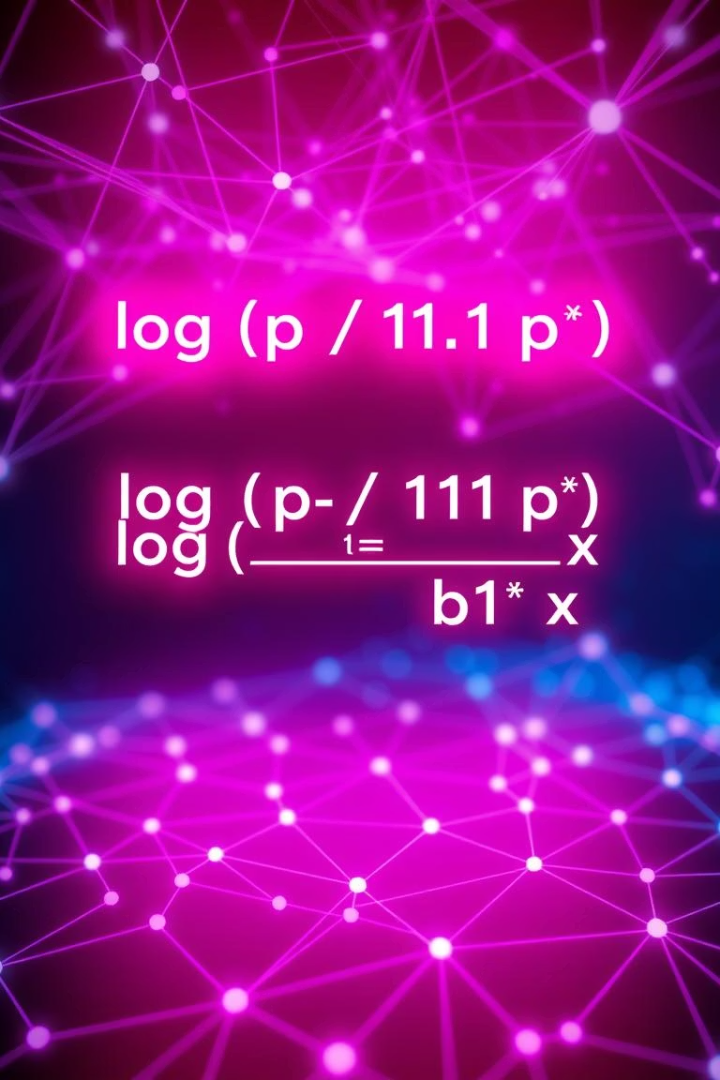 log (p / 11.1 p*)
log (p- / 111 p*)
log ( t= x
b1* x